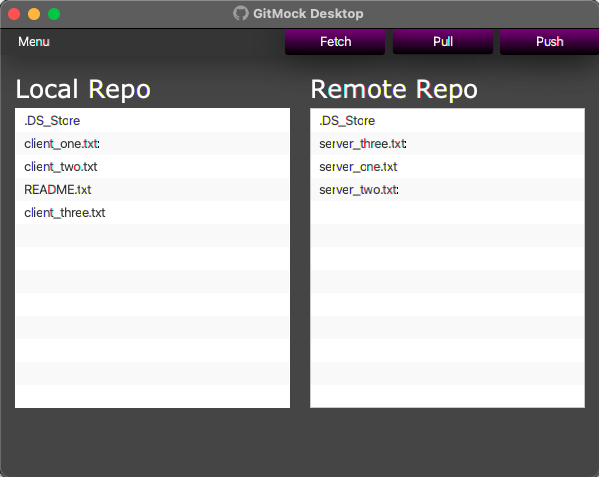 GitMock Desktop
Menu Fetch Pull Push
Local Repo
.DS_Store
client_one.txt:
client_two.txt
README.txt
client_three.txt
Remote Repo
.DS_Store
server_three.txt:
server_one.txt
server_two.txt: